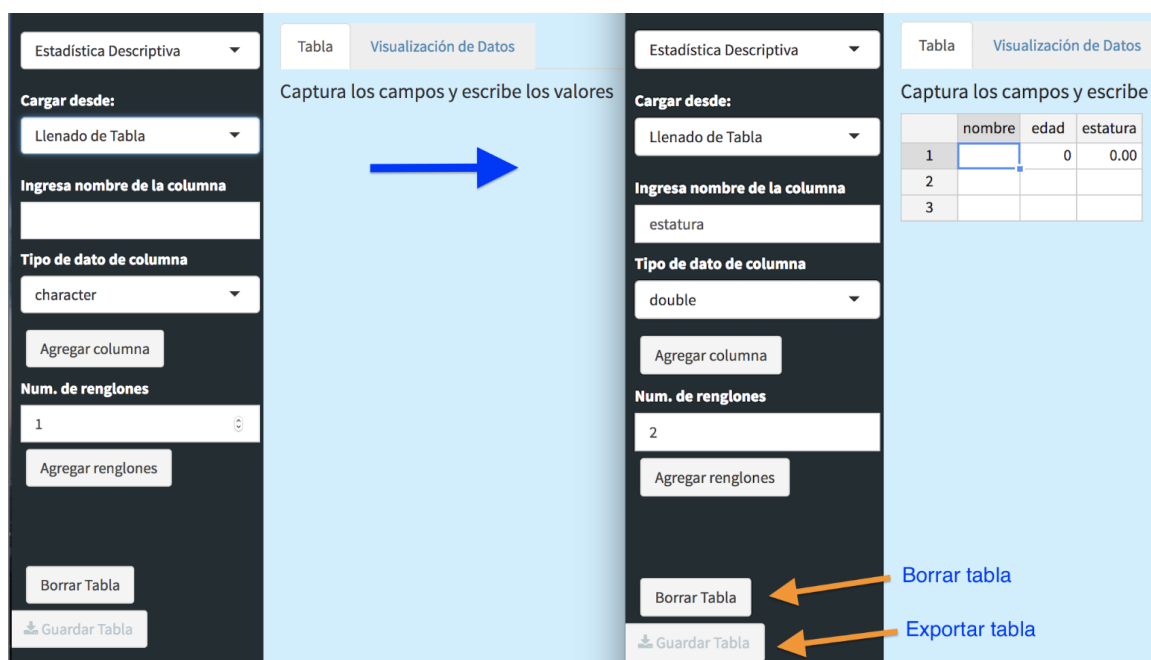 Estadística Descriptiva
Tabla
Visualización de Datos
Cargar desde:
Captura los campos y escribe los valores
Llenado de Tabla
Ingresa nombre de la columna
Tipo de dato de columna
character
Agregar columna
Num. de renglones
1
Agregar renglones
Borrar Tabla
Guardar Tabla
Estadística Descriptiva
Tabla
Visualización de Datos
Cargar desde:
Captura los campos y escribe
Llenado de Tabla
nombre edad estatura
1 0 0.00
2
3
Ingresa nombre de la columna
estatura
Tipo de dato de columna
double
Agregar columna
Num. de renglones
2
Agregar renglones
Borrar Tabla
Borrar tabla
Guardar Tabla
Exportar tabla